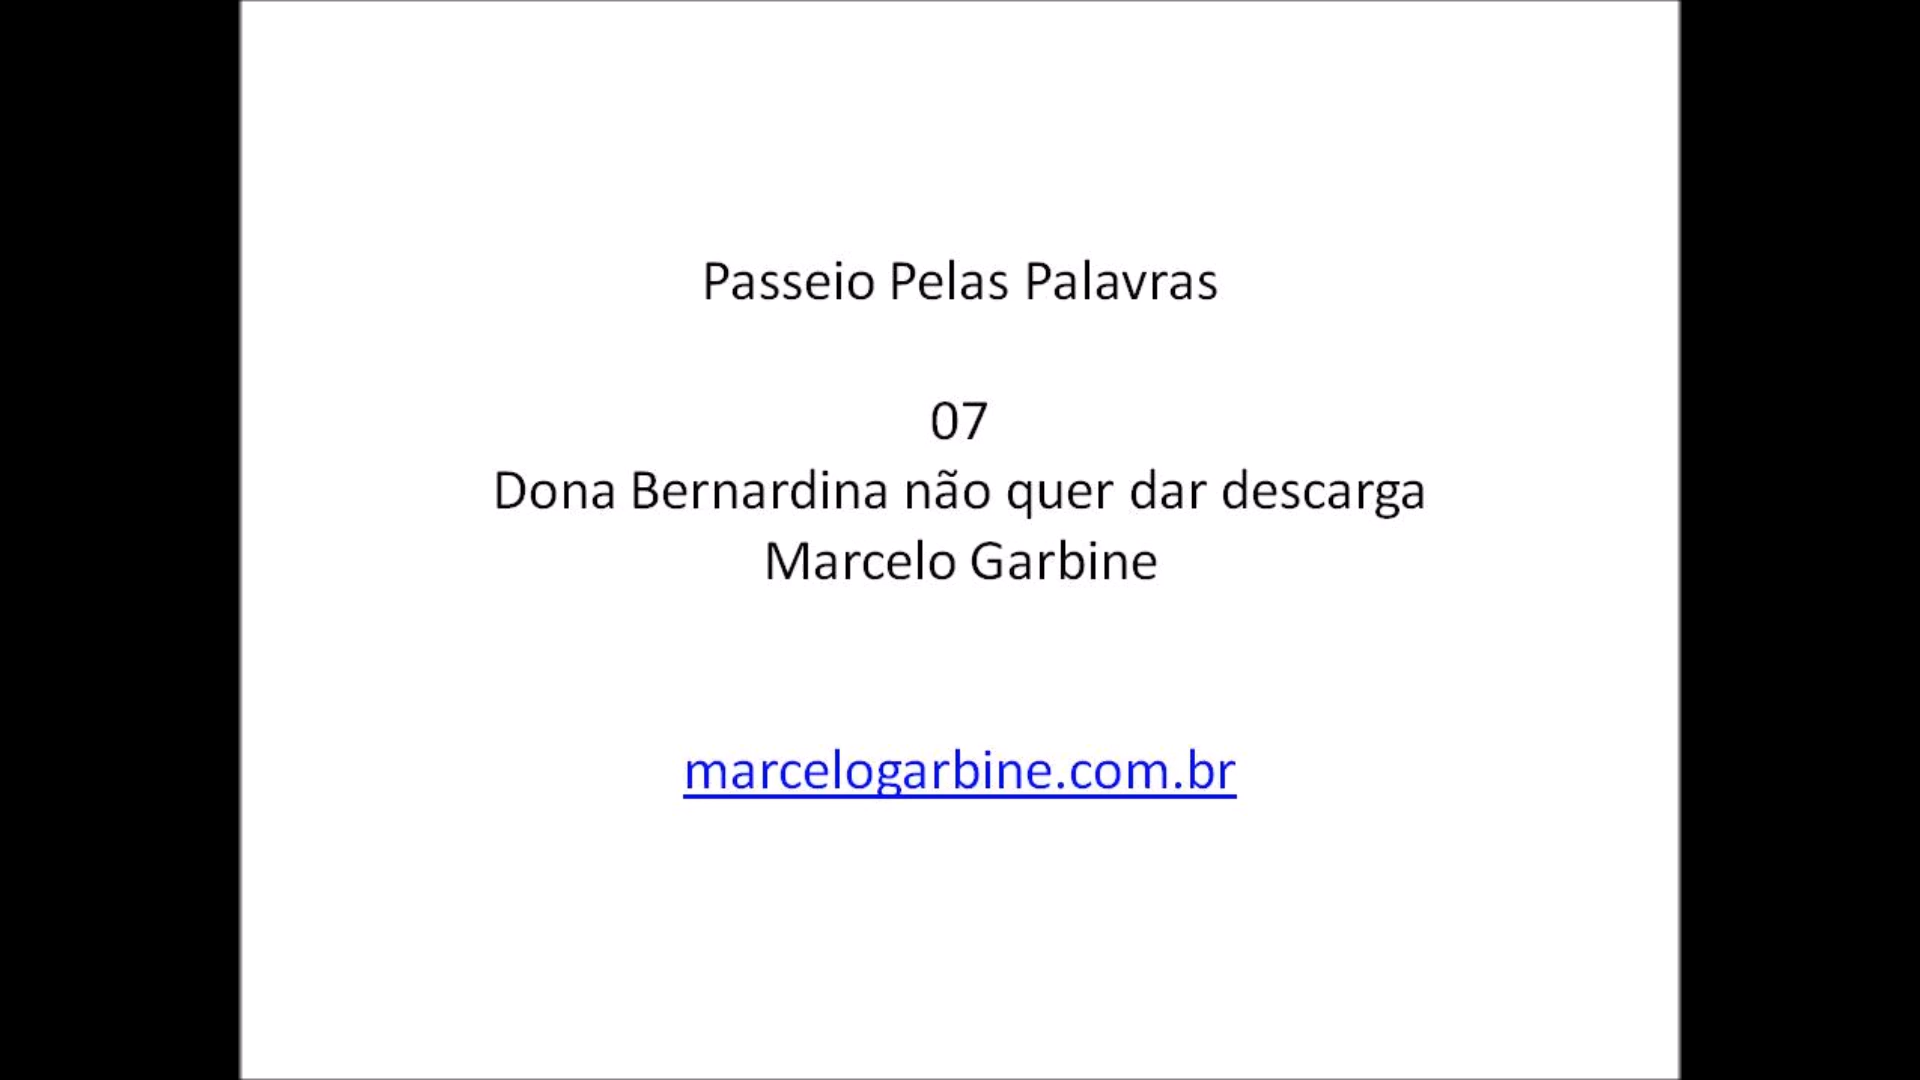 Passeio Pelas Palavras
07
Dona Bernardina não quer dar descarga
Marcelo Garbine
marcelogarbine.com.br